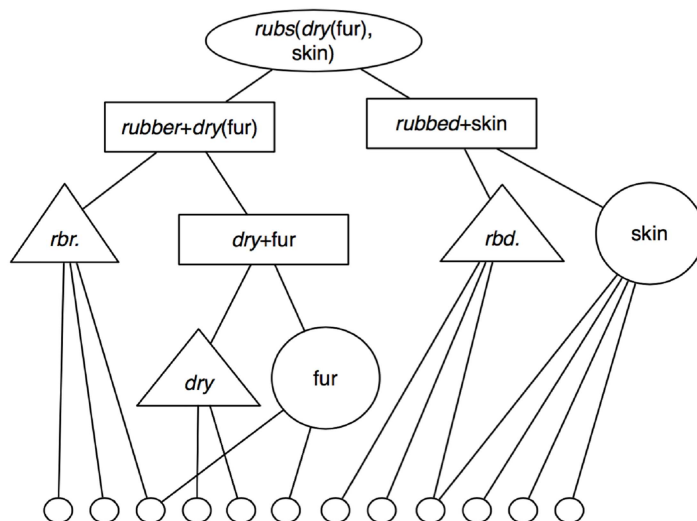 rubs(dry(fur),
skin)
rubber+dry(fur)
rubbed+skin
rbr.
dry+fur
rbd.
skin
dry
fur